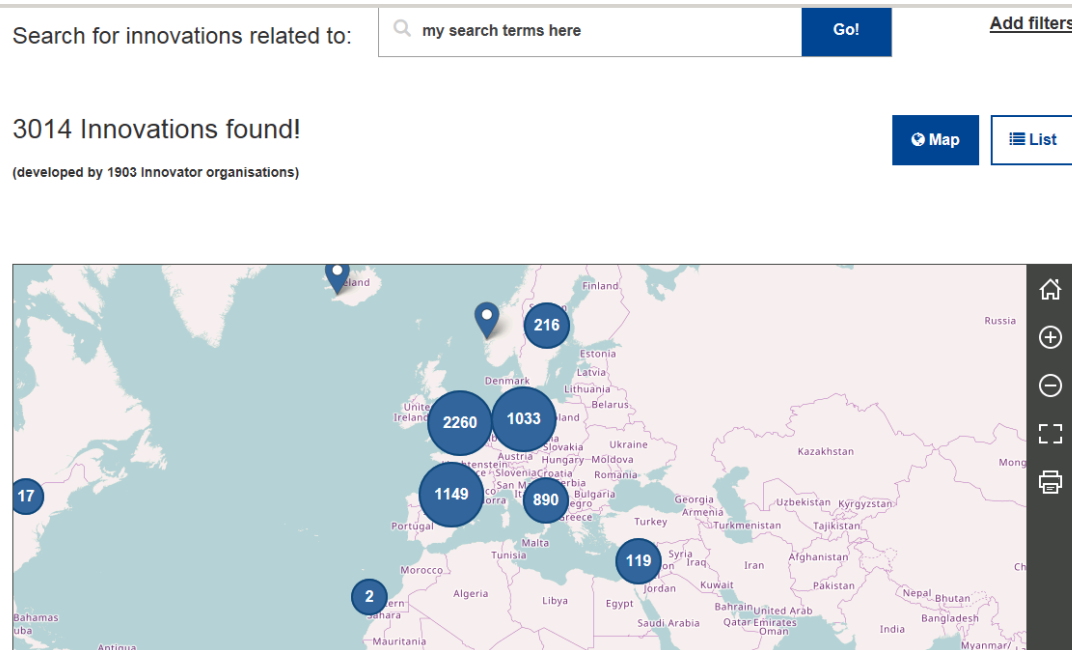 Search for innovations related to:
my search terms here
Go!
Add filters
3014 Innovations found!
(developed by 1903 Innovator organisations)
Map
List
Finland
Russia
216
Estonia
Latvia
Denmark
Lithuania
Belarus
2260
1033
Ukraine
Kazakhstan
Austria
Hungary
Moldova
Slovenia
Croatia
Romania
17
1149
890
Bulgaria
Georgia
Armenia
Uzbekistan
Kyrgyzstan
Portugal
Turkey
Turkmenistan
Tajikistan
Malta
Tunisia
119
Syria
Iraq
Iran
Afghanistan
Morocco
Jordan
Kuwait
Pakistan
2
Algeria
Libya
Egypt
Bahrain
United Arab
Emirates
Qatar
Oman
Nepal
Bhutan
Bangladesh
Saudi Arabia
India
Bahamas
Mauritania
Antigua
Myanmar/